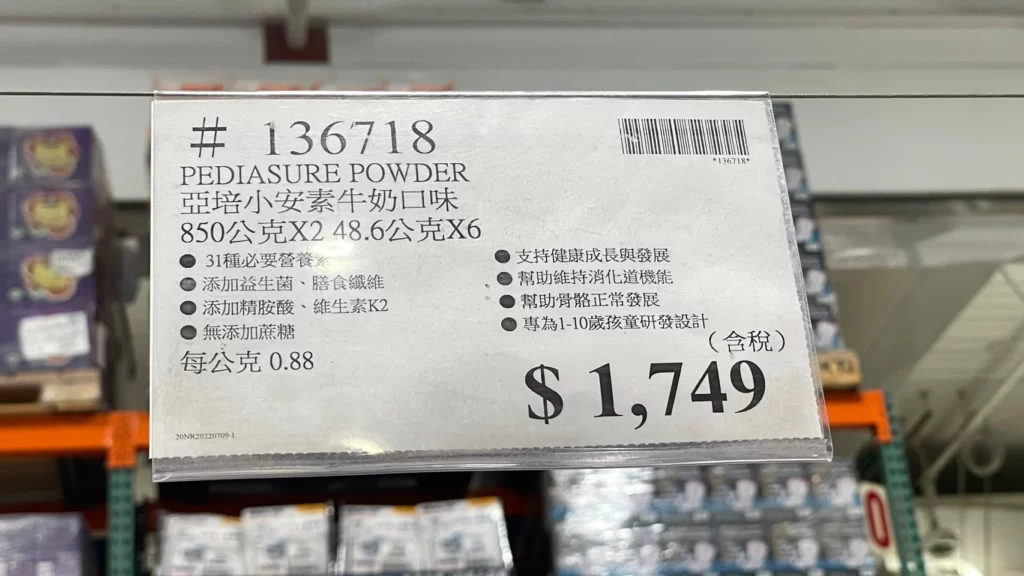 # 136718
*136718*
PEDIASURE POWDER
亞培小安素牛奶口味
850公克X2 48.6公克X6
● 31種必要營養素
● 添加益生菌、膳食纖維
● 添加精胺酸、維生素K2
● 無添加蔗糖
● 支持健康成長與發展
● 幫助維持消化道機能
● 幫助骨骼正常發展
● 專為1-10歲孩童研發設計
每公克 0.88
(含稅)
$ 1,749
20NR20220709-1